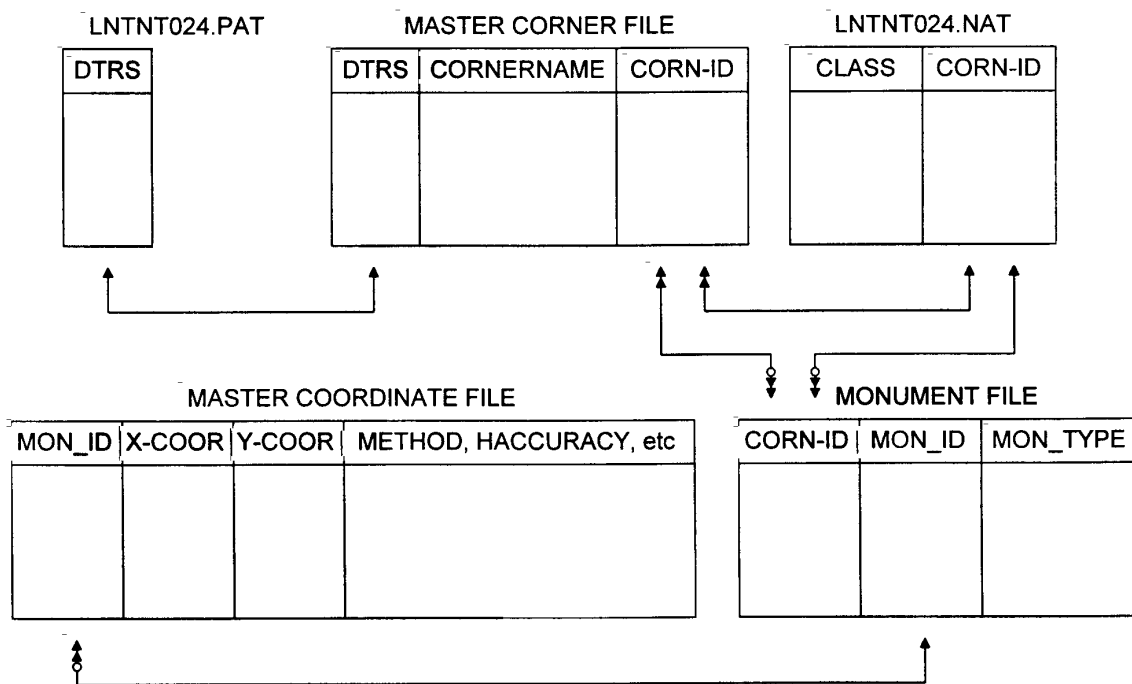 LNTNT024.PAT MASTER CORNER FILE LNTNT024.NAT
DTRS DTRS CORNERNAME CORN-ID CLASS CORN-ID
MASTER COORDINATE FILE MONUMENT FILE
MON_ID X-COOR Y-COOR METHOD, HACCURACY, etc CORN-ID MON_ID MON_TYPE